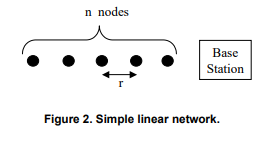 n nodes
Base
Station
r
Figure 2. Simple linear network.